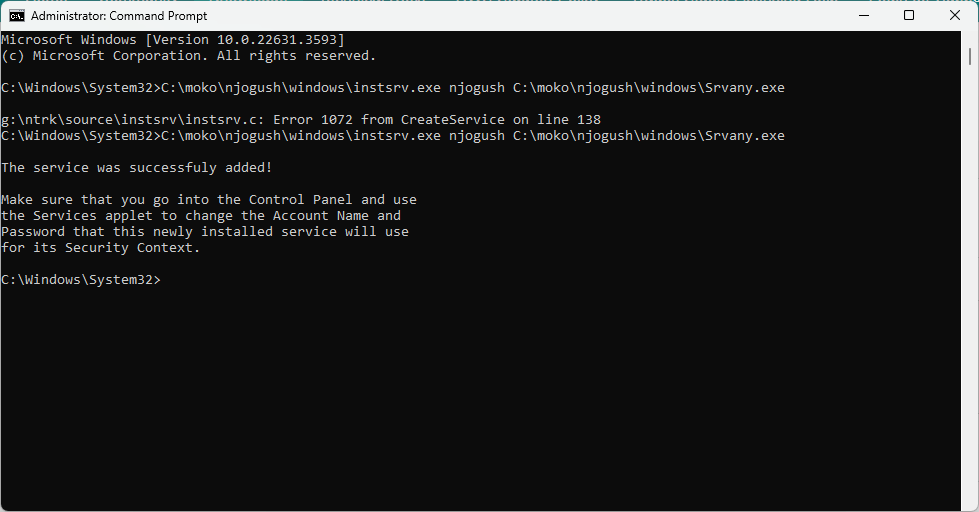 Administrator: Command Prompt
Microsoft Windows [Version 10.0.22631.3593]
(c) Microsoft Corporation. All rights reserved.
C:\Windows\System32>C:\moko\njogush\windows\instsrv.exe njogush C:\moko\njogush\windows\Srvany.exe
g:\ntrk\source\instsrv\instsrv.c: Error 1072 from CreateService on line 138
C:\Windows\System32>C:\moko\njogush\windows\instsrv.exe njogush C:\moko\njogush\windows\Srvany.exe
The service was successfuly added!
Make sure that you go into the Control Panel and use
the Services applet to change the Account Name and
Password that this newly installed service will use
for its Security Context.
C:\Windows\System32>